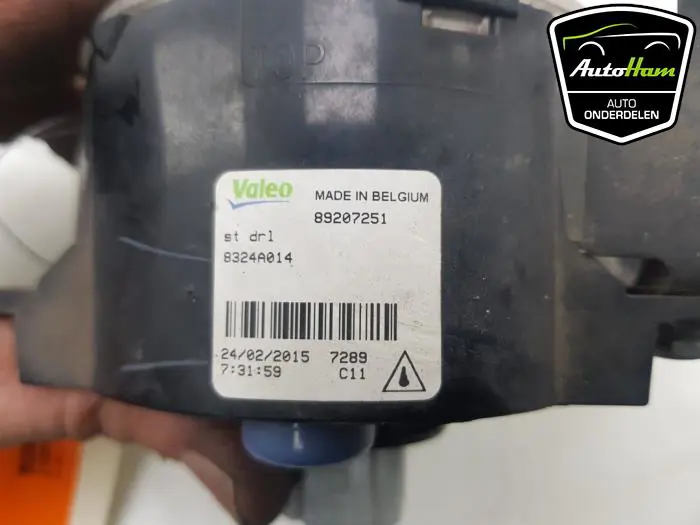 TOP
AutoHam
AUTO
ONDERDELEN
Valeo
MADE IN BELGIUM
89207251
st drl
8324A014
24/02/2015 7289
7:31:59 C11